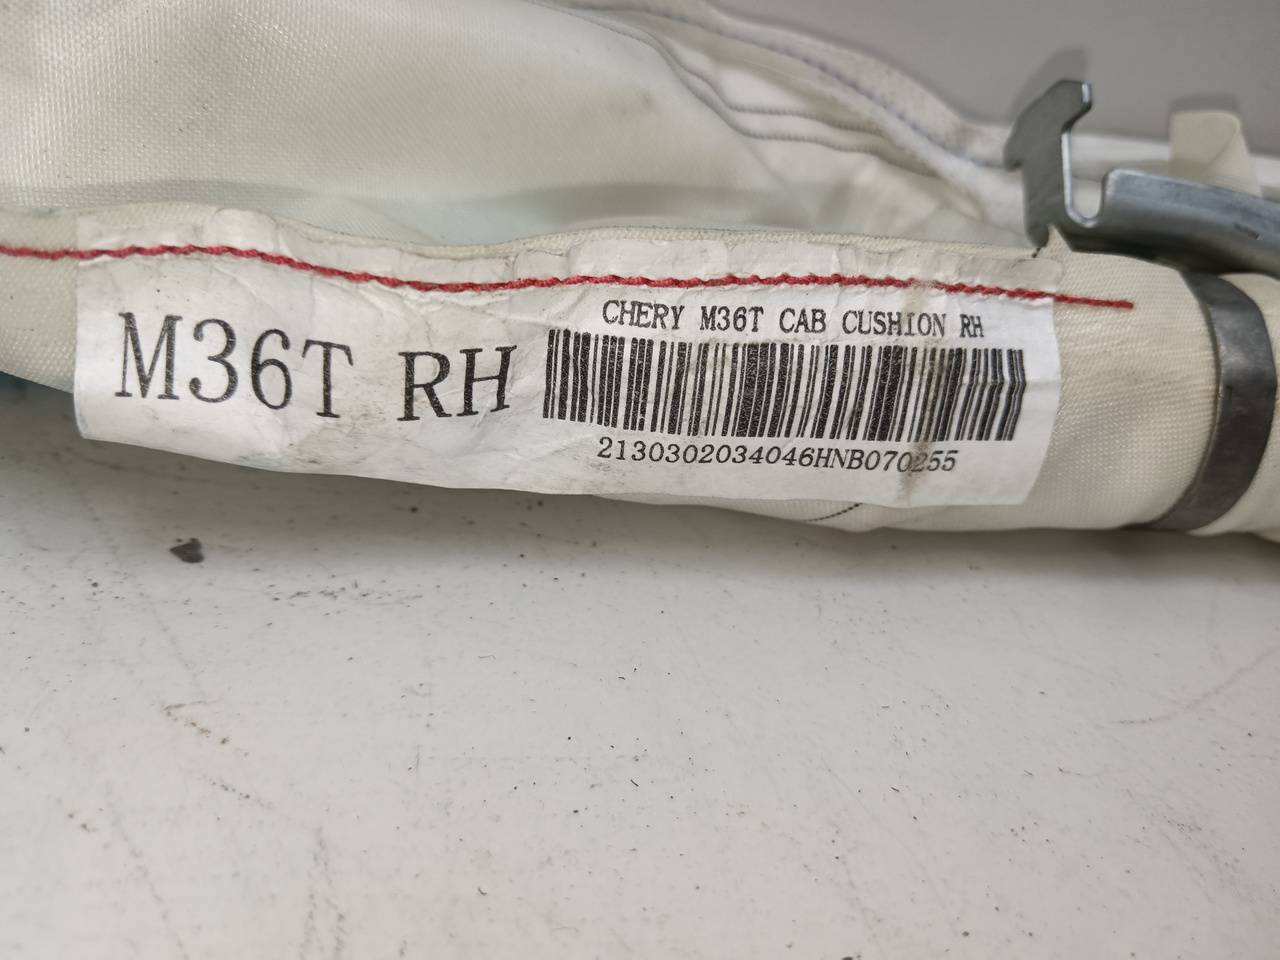 M36T RH
CHERY M36T CAB CUSHION RH
2130302034046HNB070255